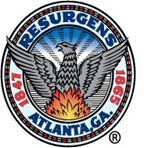 RESURGENS
1847
1865
ATLANTA,GA.
®